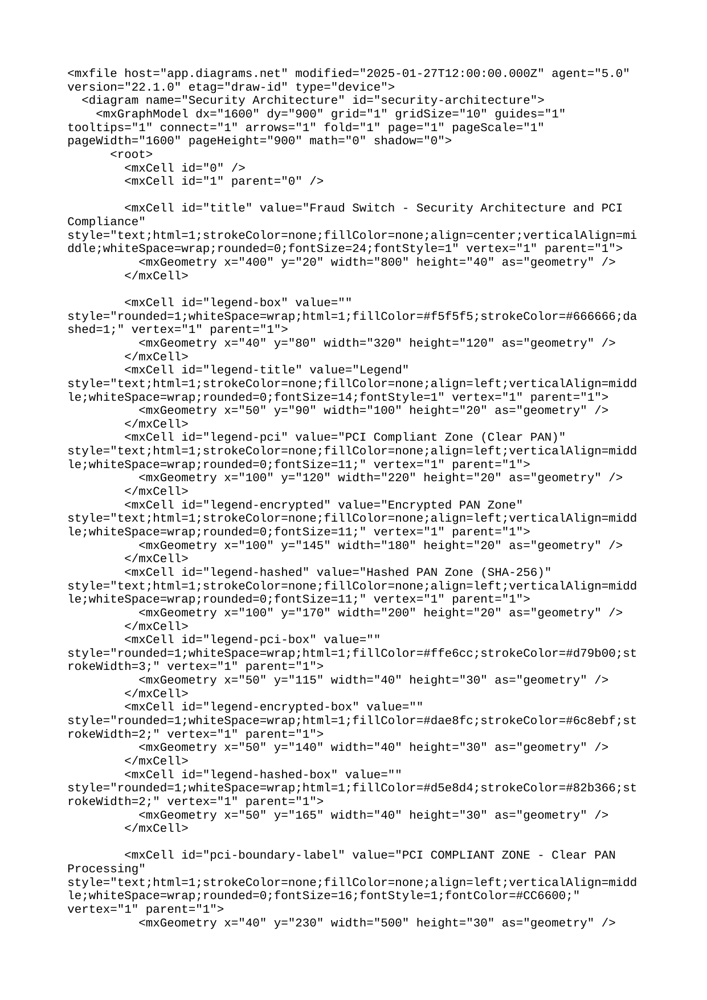 <mxfile host="app.diagrams.net" modified="2025-01-27T12:00:00.000Z" agent="5.0"
version="22.1.0" etag="draw-id" type="device">
  <diagram name="Security Architecture" id="security-architecture">
    <mxGraphModel dx="1600" dy="900" grid="1" gridSize="10" guides="1"
tooltips="1" connect="1" arrows="1" fold="1" page="1" pageScale="1"
pageWidth="1600" pageHeight="900" math="0" shadow="0">
      <root>
        <mxCell id="0" />
        <mxCell id="1" parent="0" />

        <mxCell id="title" value="Fraud Switch - Security Architecture and PCI
Compliance"
style="text;html=1;strokeColor=none;fillColor=none;align=center;verticalAlign=mi
ddle;whiteSpace=wrap;rounded=0;fontSize=24;fontStyle=1" vertex="1" parent="1">
          <mxGeometry x="400" y="20" width="800" height="40" as="geometry" />
        </mxCell>

        <mxCell id="legend-box" value=""
style="rounded=1;whiteSpace=wrap;html=1;fillColor=#f5f5f5;strokeColor=#666666;da
shed=1;" vertex="1" parent="1">
          <mxGeometry x="40" y="80" width="320" height="120" as="geometry" />
        </mxCell>
        <mxCell id="legend-title" value="Legend"
style="text;html=1;strokeColor=none;fillColor=none;align=left;verticalAlign=midd
le;whiteSpace=wrap;rounded=0;fontSize=14;fontStyle=1" vertex="1" parent="1">
          <mxGeometry x="50" y="90" width="100" height="20" as="geometry" />
        </mxCell>
        <mxCell id="legend-pci" value="PCI Compliant Zone (Clear PAN)"
style="text;html=1;strokeColor=none;fillColor=none;align=left;verticalAlign=midd
le;whiteSpace=wrap;rounded=0;fontSize=11;" vertex="1" parent="1">
          <mxGeometry x="100" y="120" width="220" height="20" as="geometry" />
        </mxCell>
        <mxCell id="legend-encrypted" value="Encrypted PAN Zone"
style="text;html=1;strokeColor=none;fillColor=none;align=left;verticalAlign=midd
le;whiteSpace=wrap;rounded=0;fontSize=11;" vertex="1" parent="1">
          <mxGeometry x="100" y="145" width="180" height="20" as="geometry" />
        </mxCell>
        <mxCell id="legend-hashed" value="Hashed PAN Zone (SHA-256)"
style="text;html=1;strokeColor=none;fillColor=none;align=left;verticalAlign=midd
le;whiteSpace=wrap;rounded=0;fontSize=11;" vertex="1" parent="1">
          <mxGeometry x="100" y="170" width="200" height="20" as="geometry" />
        </mxCell>
        <mxCell id="legend-pci-box" value=""
style="rounded=1;whiteSpace=wrap;html=1;fillColor=#ffe6cc;strokeColor=#d79b00;st
rokeWidth=3;" vertex="1" parent="1">
          <mxGeometry x="50" y="115" width="40" height="30" as="geometry" />
        </mxCell>
        <mxCell id="legend-encrypted-box" value=""
style="rounded=1;whiteSpace=wrap;html=1;fillColor=#dae8fc;strokeColor=#6c8ebf;st
rokeWidth=2;" vertex="1" parent="1">
          <mxGeometry x="50" y="140" width="40" height="30" as="geometry" />
        </mxCell>
        <mxCell id="legend-hashed-box" value=""
style="rounded=1;whiteSpace=wrap;html=1;fillColor=#d5e8d4;strokeColor=#82b366;st
rokeWidth=2;" vertex="1" parent="1">
          <mxGeometry x="50" y="165" width="40" height="30" as="geometry" />
        </mxCell>

        <mxCell id="pci-boundary-label" value="PCI COMPLIANT ZONE - Clear PAN
Processing"
style="text;html=1;strokeColor=none;fillColor=none;align=left;verticalAlign=midd
le;whiteSpace=wrap;rounded=0;fontSize=16;fontStyle=1;fontColor=#CC6600;"
vertex="1" parent="1">
          <mxGeometry x="40" y="230" width="500" height="30" as="geometry" />